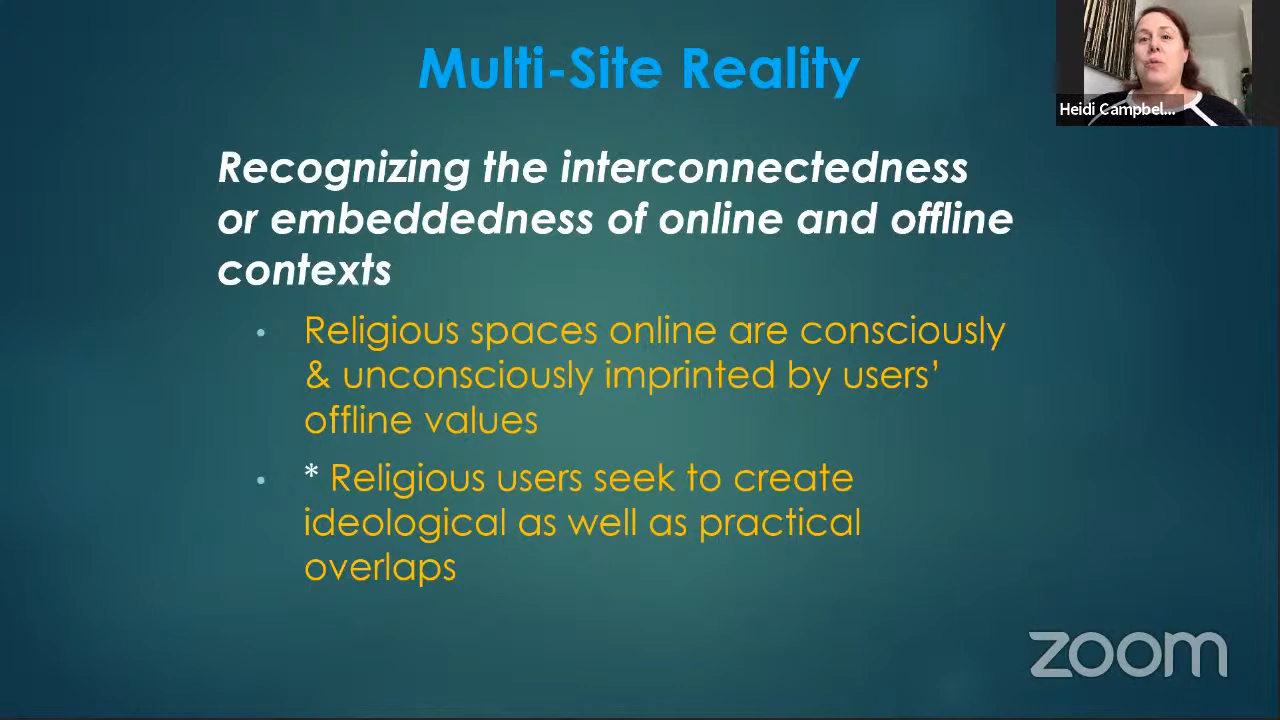 Multi-Site Reality
Heidi Campbel...
Recognizing the interconnectedness
or embeddedness of online and offline
contexts
• Religious spaces online are consciously
& unconsciously imprinted by users’
offline values
• * Religious users seek to create
ideological as well as practical
overlaps
zoom